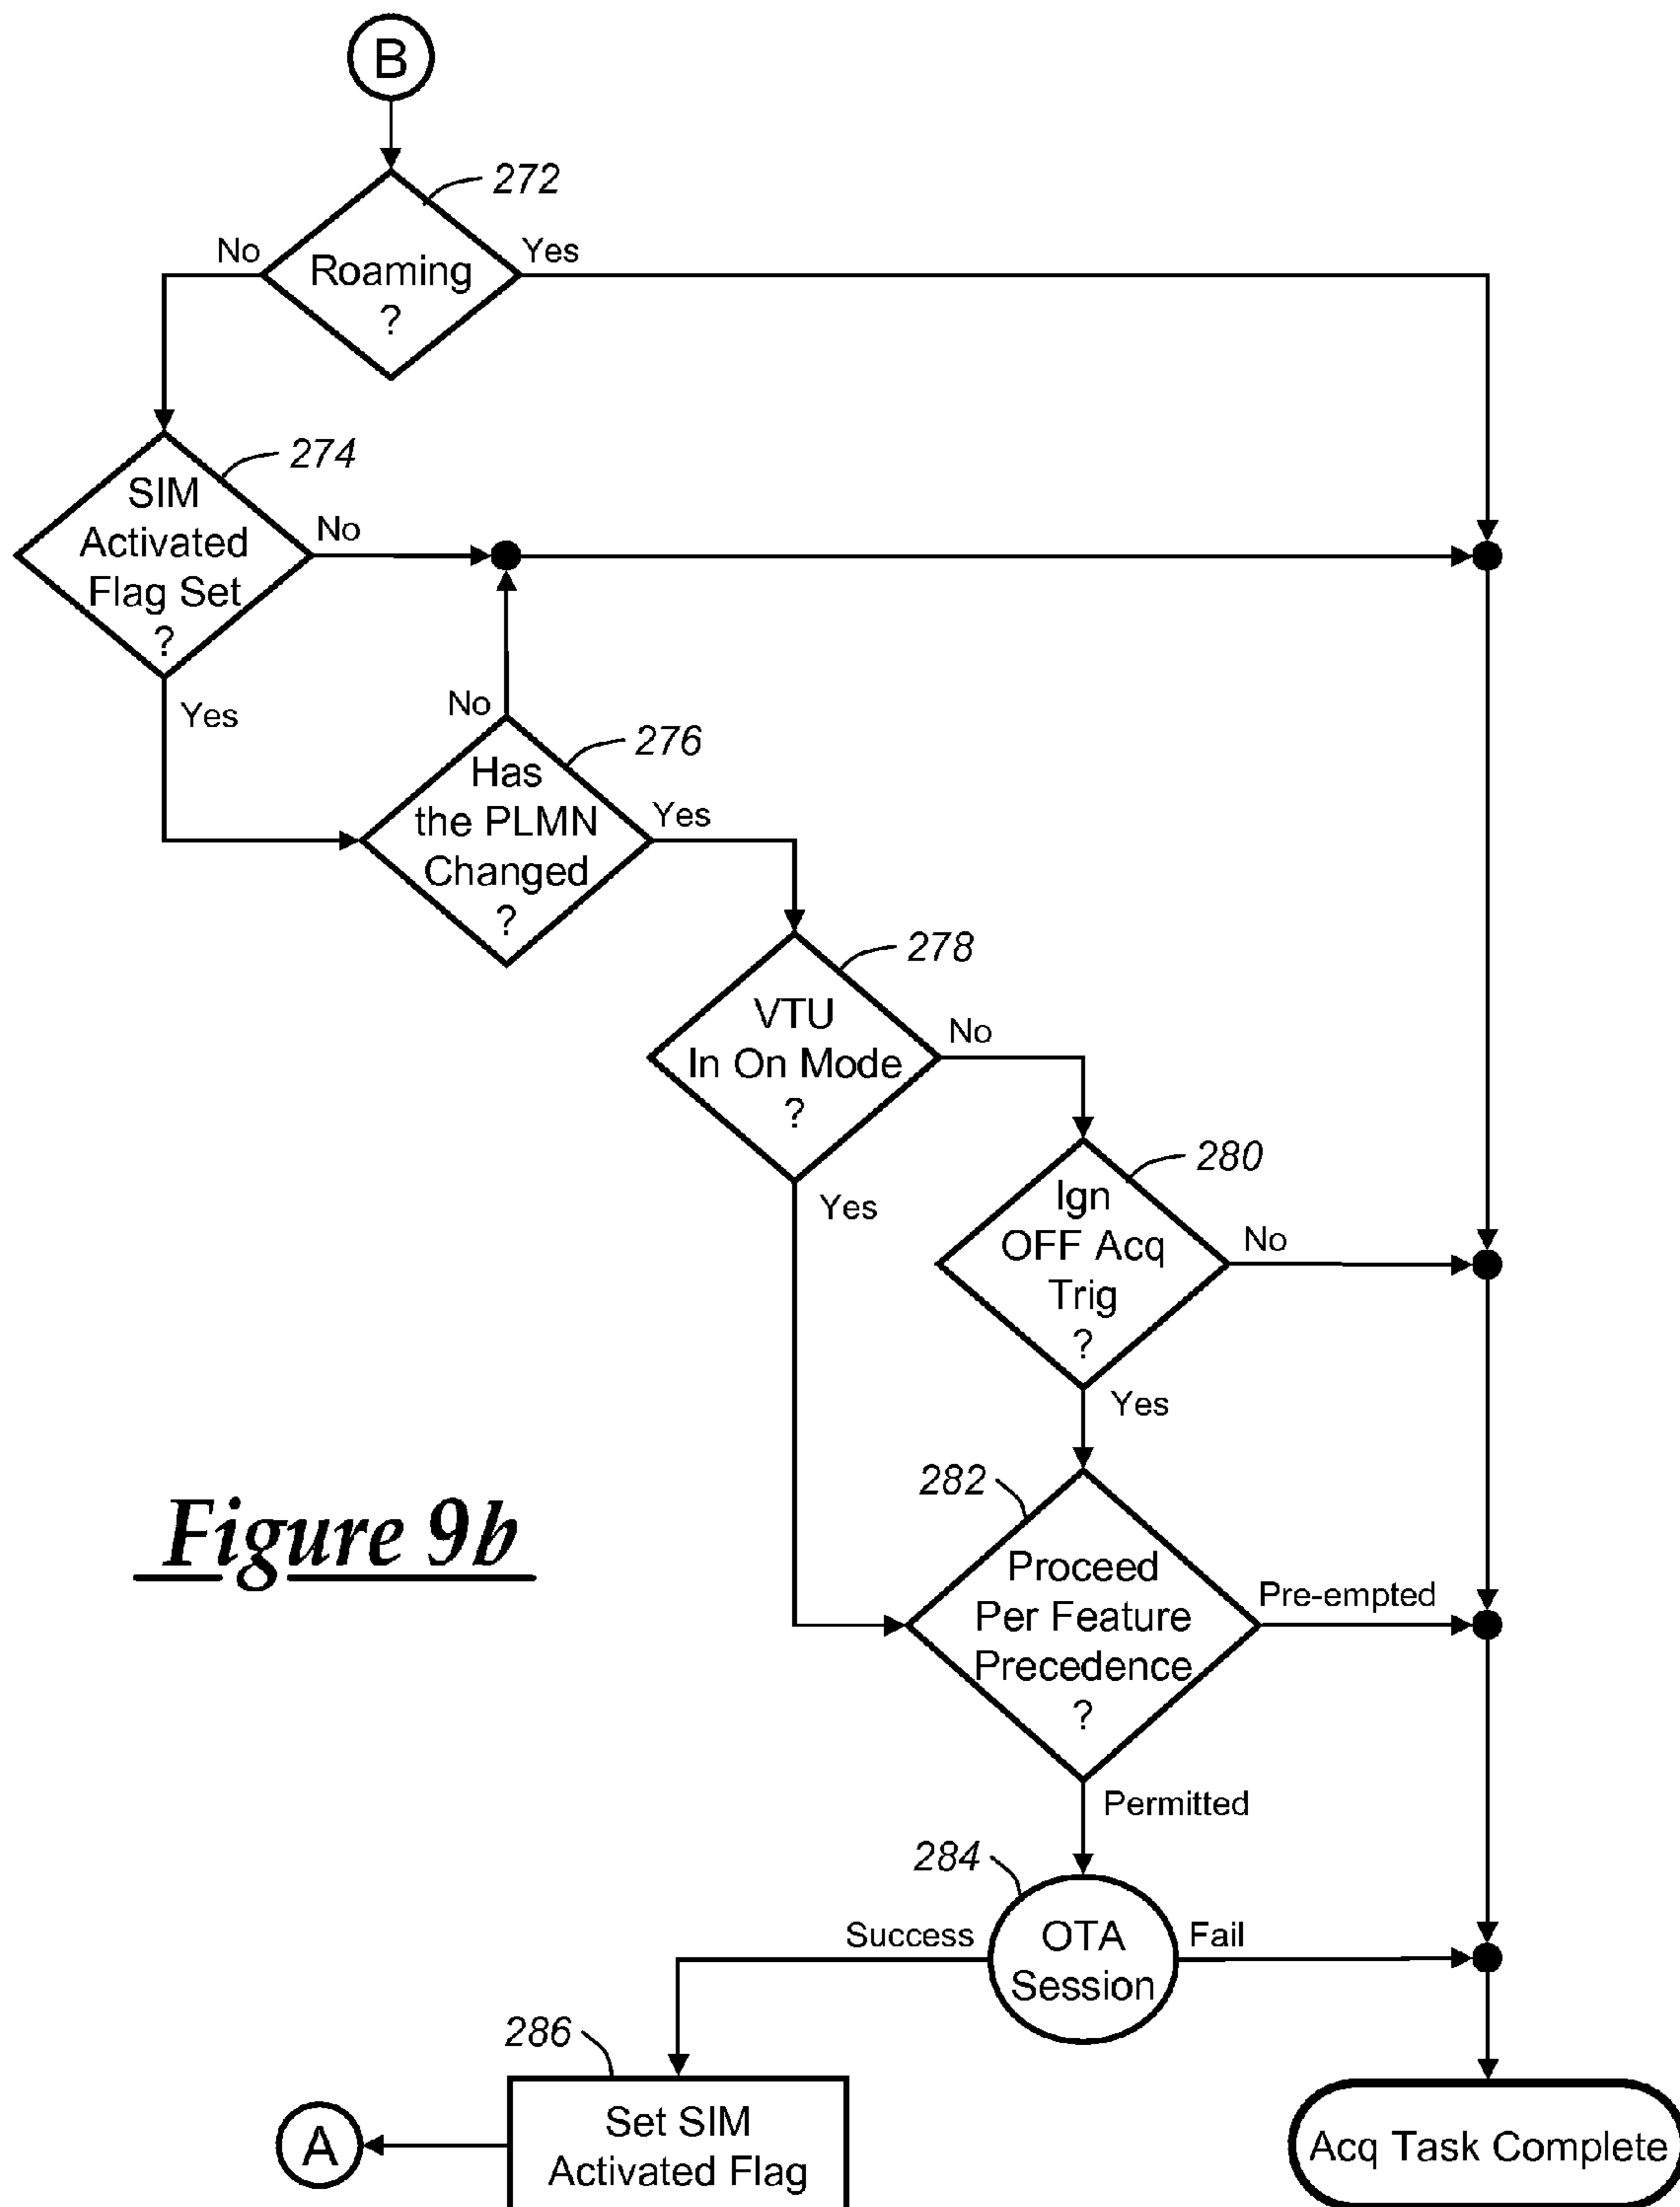 B
272
No
Yes
Roaming
?
274
SIM
Activated
Flag Set
?
No
Yes
No
276
Has
the PLMN
Changed
?
Yes
278
VTU
In On Mode
?
No
Yes
280
Ign
OFF Acq
Trig
?
No
Yes
282
Proceed
Per Feature
Precedence
?
Pre-empted
Permitted
Figure 9b
284
Success
OTA
Session
Fail
286
Set SIM
Activated Flag
A
Acq Task Complete